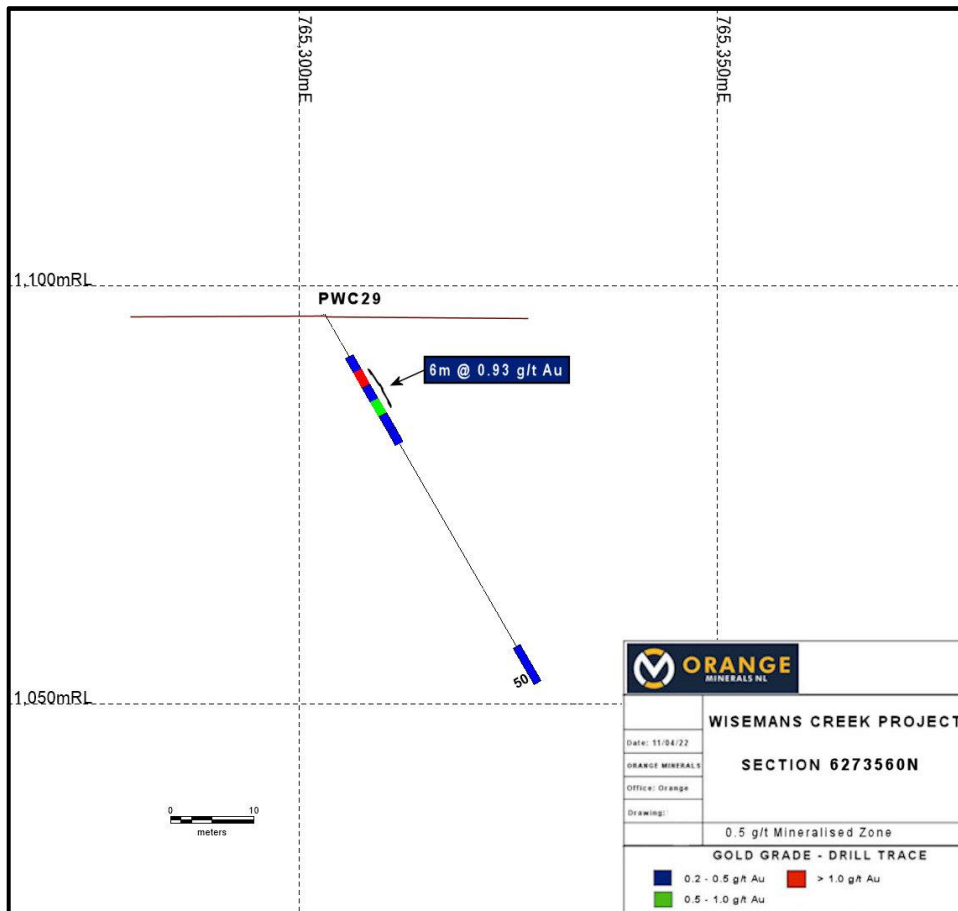 765,300mE
765,350mE
1,100mRL
PWC29
6m @ 0.93 g/t Au
50
1,050mRL
0 10
meters
ORANGE
MINERALS NL
WISEMANS CREEK PROJECT
Date: 11/04/22
ORANGE MINERALS
SECTION 6273560N
Office: Orange
Drawing:
0.5 g/t Mineralised Zone
GOLD GRADE - DRILL TRACE
0.2 - 0.5 g/t Au > 1.0 g/t Au
0.5 - 1.0 g/t Au